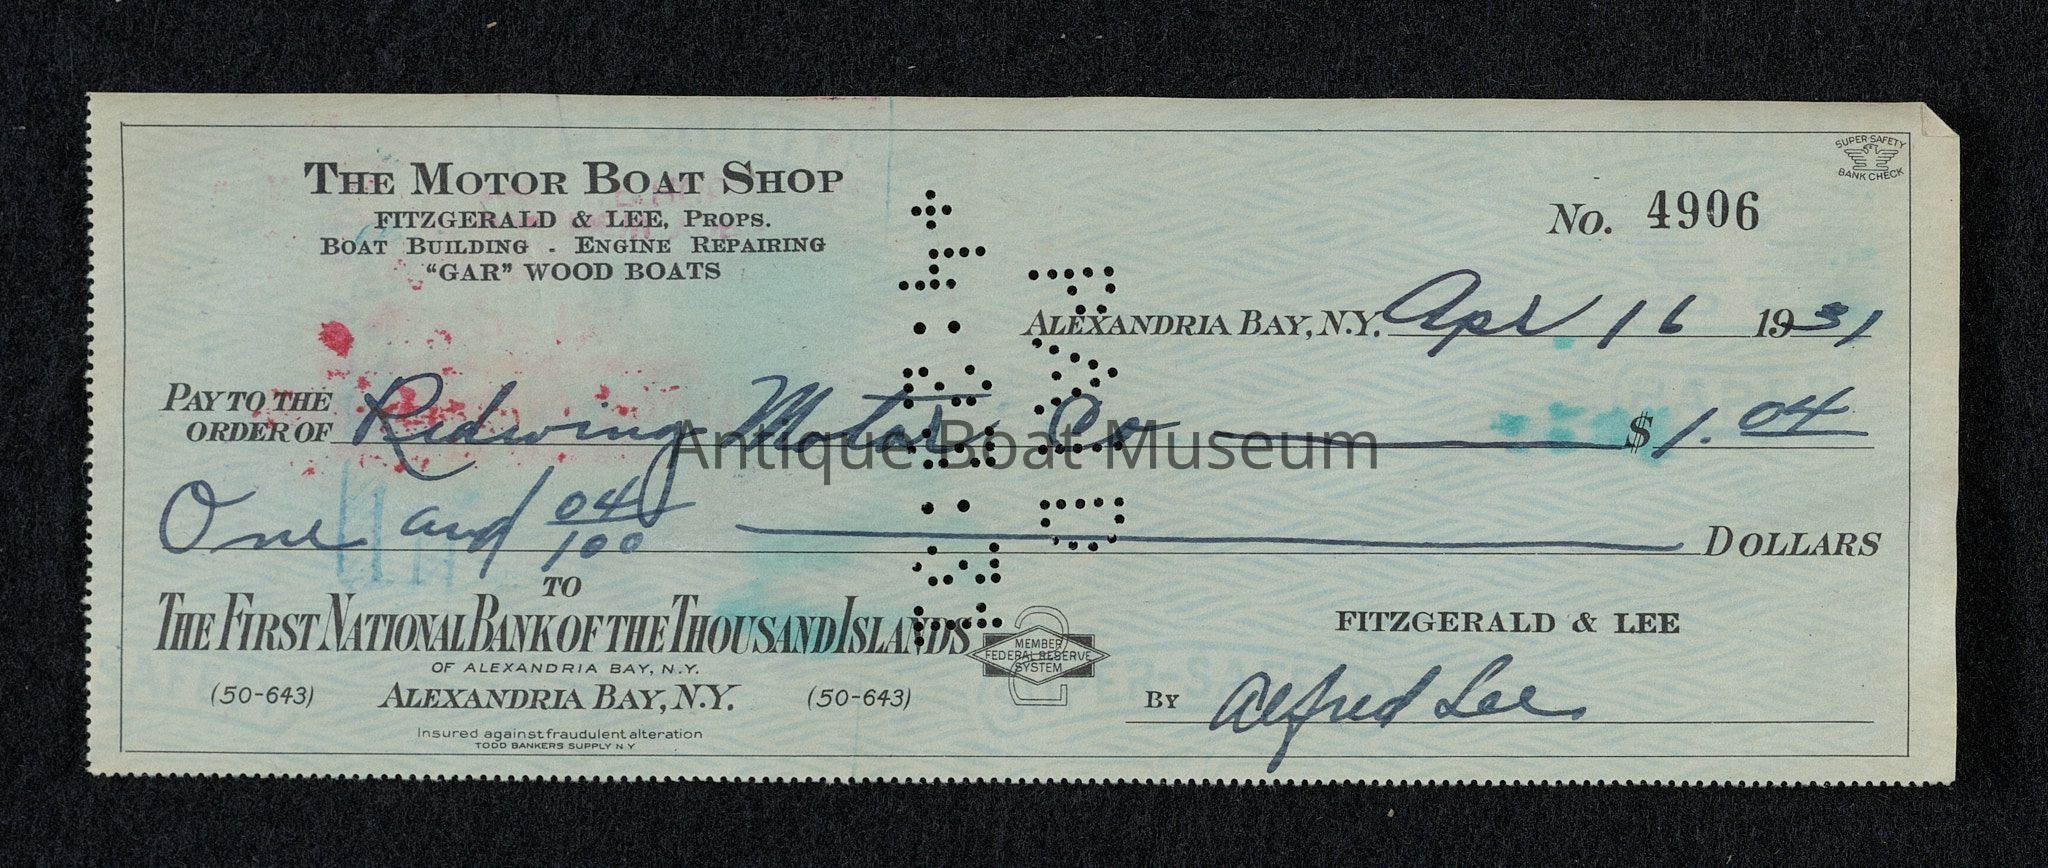 THE MOTOR BOAT SHOP
FITZGERALD & LEE, PROPS.
BOAT BUILDING - ENGINE REPAIRING
"GAR" WOOD BOATS
SUPER-SAFETY
BANK CHECK
No. 4906
ALEXANDRIA BAY, N.Y. Apr 16 1931
PAY TO THE
ORDER OF Redwing Motor Co $ 1.04
Antique Boat Museum
One and 04/100 DOLLARS
TO
THE FIRST NATIONAL BANK OF THE THOUSAND ISLANDS
OF ALEXANDRIA BAY, N.Y.
(50-643) ALEXANDRIA BAY, N.Y. (50-643)
Insured against fraudulent alteration
TODD BANKERS SUPPLY N Y
MEMBER
FEDERAL RESERVE
SYSTEM
2
FITZGERALD & LEE
BY Alfred Lee